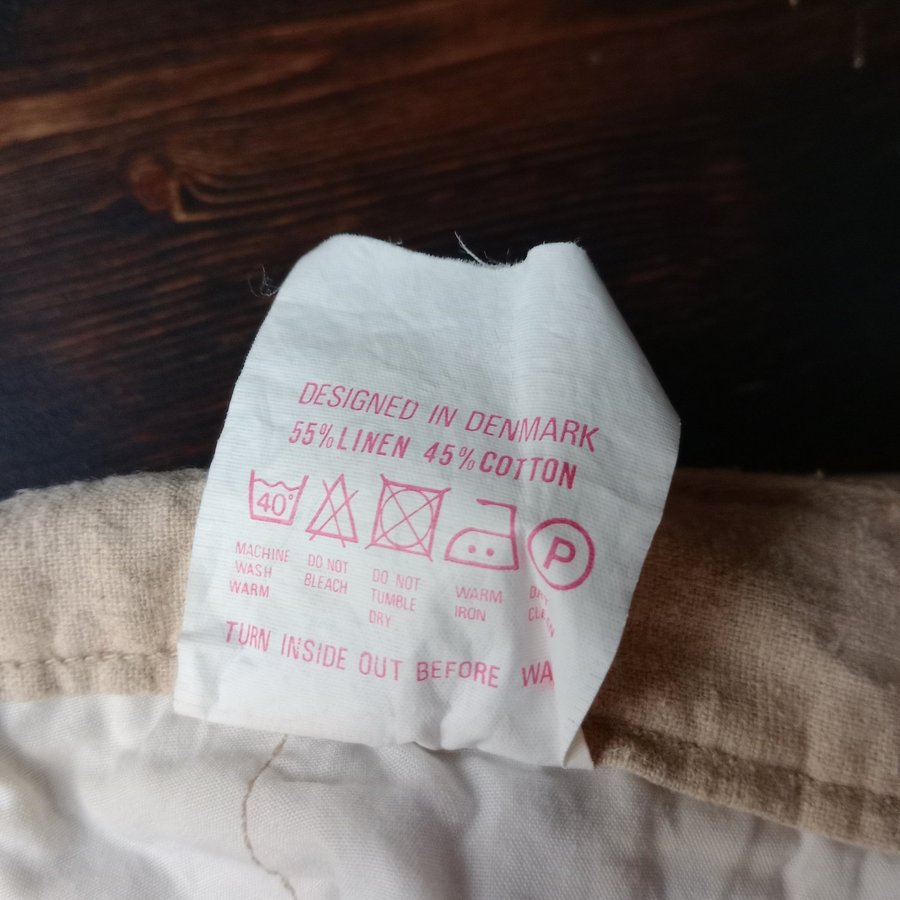 DESIGNED IN DENMARK
55% LINEN 45% COTTON
40°
P
MACHINE
WASH
WARM
DO NOT
BLEACH
DO NOT
TUMBLE
DRY
WARM
IRON
TURN INSIDE OUT BEFORE